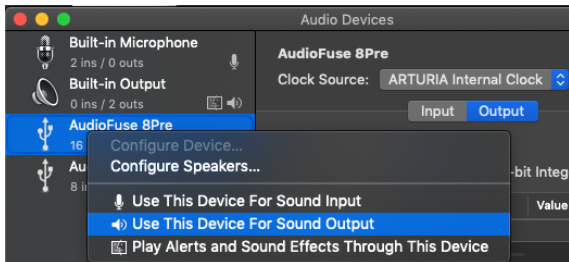 Audio Devices
Built-in Microphone
2 ins / 0 outs
Built-in Output
0 ins / 2 outs
AudioFuse 8Pre
16
Au
8 i
AudioFuse 8Pre
Clock Source: ARTURIA Internal Clock
Input Output
-bit Integ
Value
Configure Device...
Configure Speakers...
Use This Device For Sound Input
Use This Device For Sound Output
Play Alerts and Sound Effects Through This Device